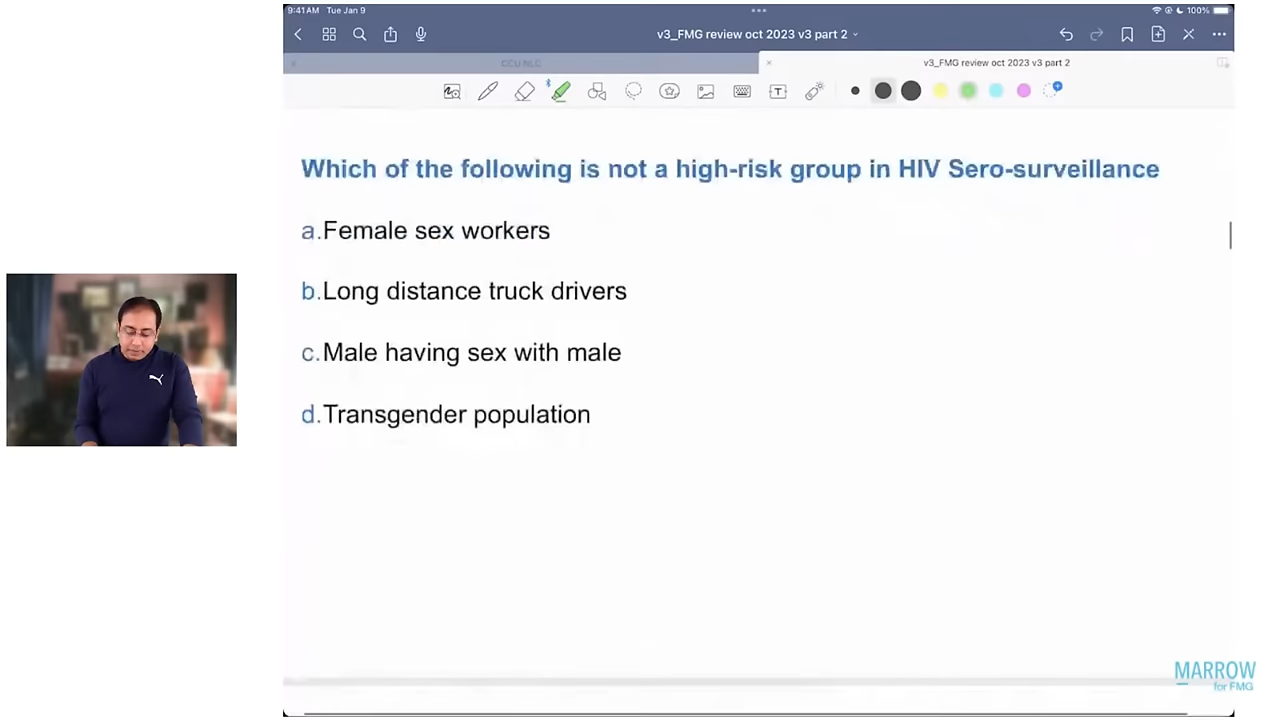 9:41 AM Tue Jan 9
100%
v3_FMG review oct 2023 v3 part 2
CCU NLC
v3_FMG review oct 2023 v3 part 2
T
Which of the following is not a high-risk group in HIV Sero-surveillance
a.Female sex workers
b.Long distance truck drivers
c.Male having sex with male
d.Transgender population
MARROW
for FMG